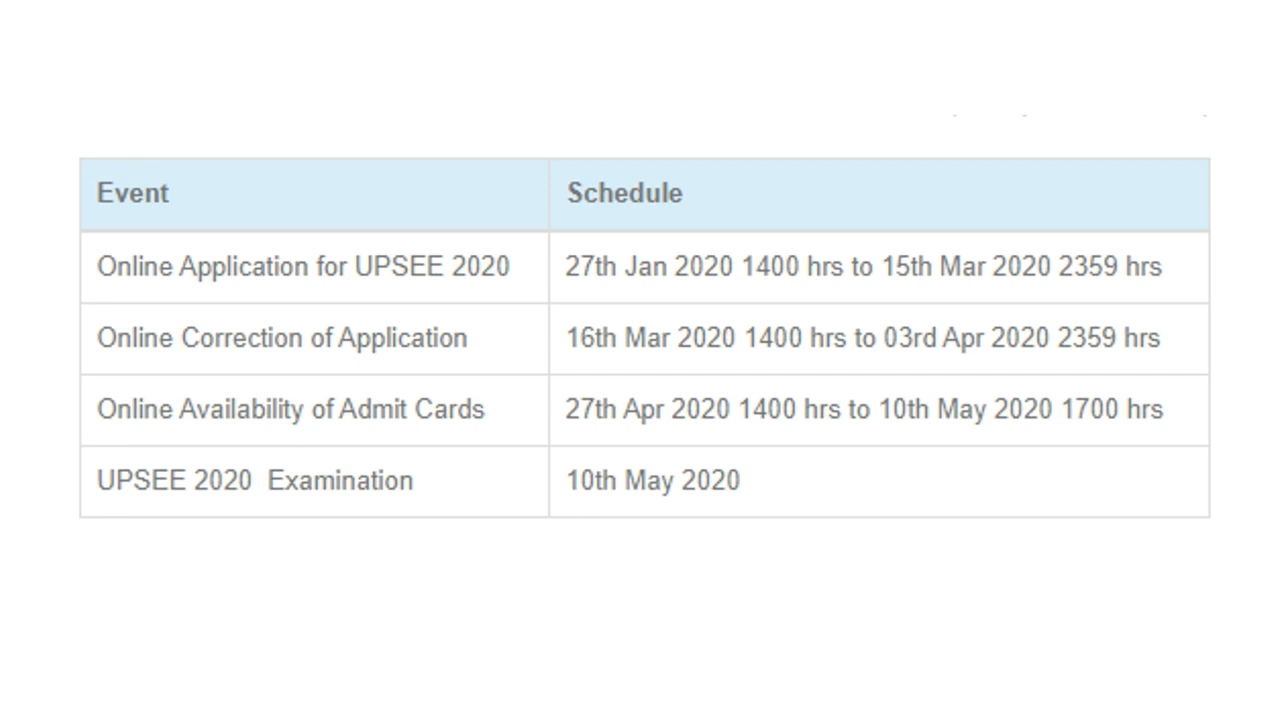 Event Schedule
Online Application for UPSEE 2020 27th Jan 2020 1400 hrs to 15th Mar 2020 2359 hrs
Online Correction of Application 16th Mar 2020 1400 hrs to 03rd Apr 2020 2359 hrs
Online Availability of Admit Cards 27th Apr 2020 1400 hrs to 10th May 2020 1700 hrs
UPSEE 2020  Examination 10th May 2020